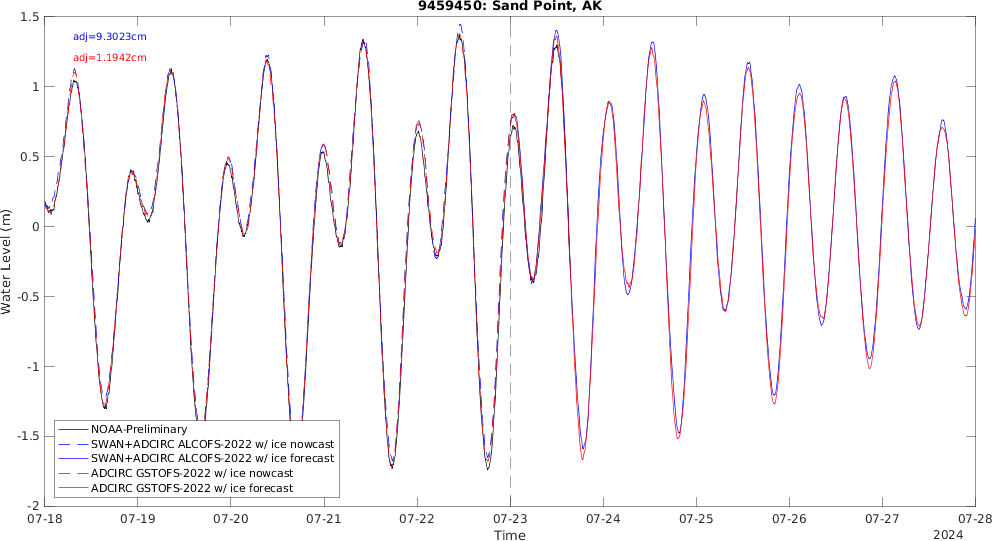 9459450: Sand Point, AK
adj=9.3023cm
adj=1.1942cm
1.5
1
0.5
0
-0.5
-1
-1.5
-2
Water Level (m)
NOAA-Preliminary
SWAN+ADCIRC ALCOFS-2022 w/ ice nowcast
SWAN+ADCIRC ALCOFS-2022 w/ ice forecast
ADCIRC GSTOFS-2022 w/ ice nowcast
ADCIRC GSTOFS-2022 w/ ice forecast
07-18 07-19 07-20 07-21 07-22 07-23 07-24 07-25 07-26 07-27 07-28
Time
2024